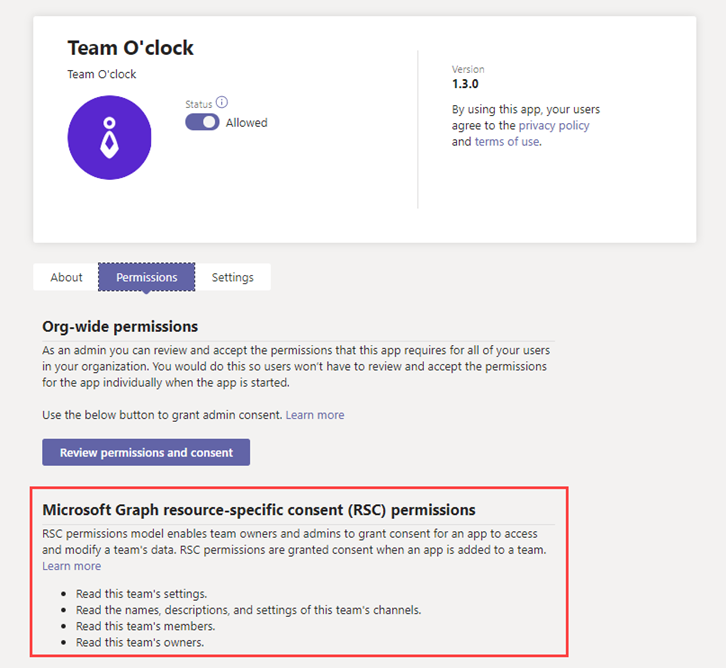 Team O'clock
Team O'clock
Status
Allowed
Version
1.3.0
By using this app, your users
agree to the privacy policy
and terms of use.
About
Permissions
Settings
Org-wide permissions
As an admin you can review and accept the permissions that this app requires for all of your users
in your organization. You would do this so users won't have to review and accept the permissions
for the app individually when the app is started.
Use the below button to grant admin consent. Learn more
Review permissions and consent
Microsoft Graph resource-specific consent (RSC) permissions
RSC permissions model enables team owners and admins to grant consent for an app to access
and modify a team's data. RSC permissions are granted consent when an app is added to a team.
Learn more
• Read this team's settings.
• Read the names, descriptions, and settings of this team's channels.
• Read this team's members.
• Read this team's owners.